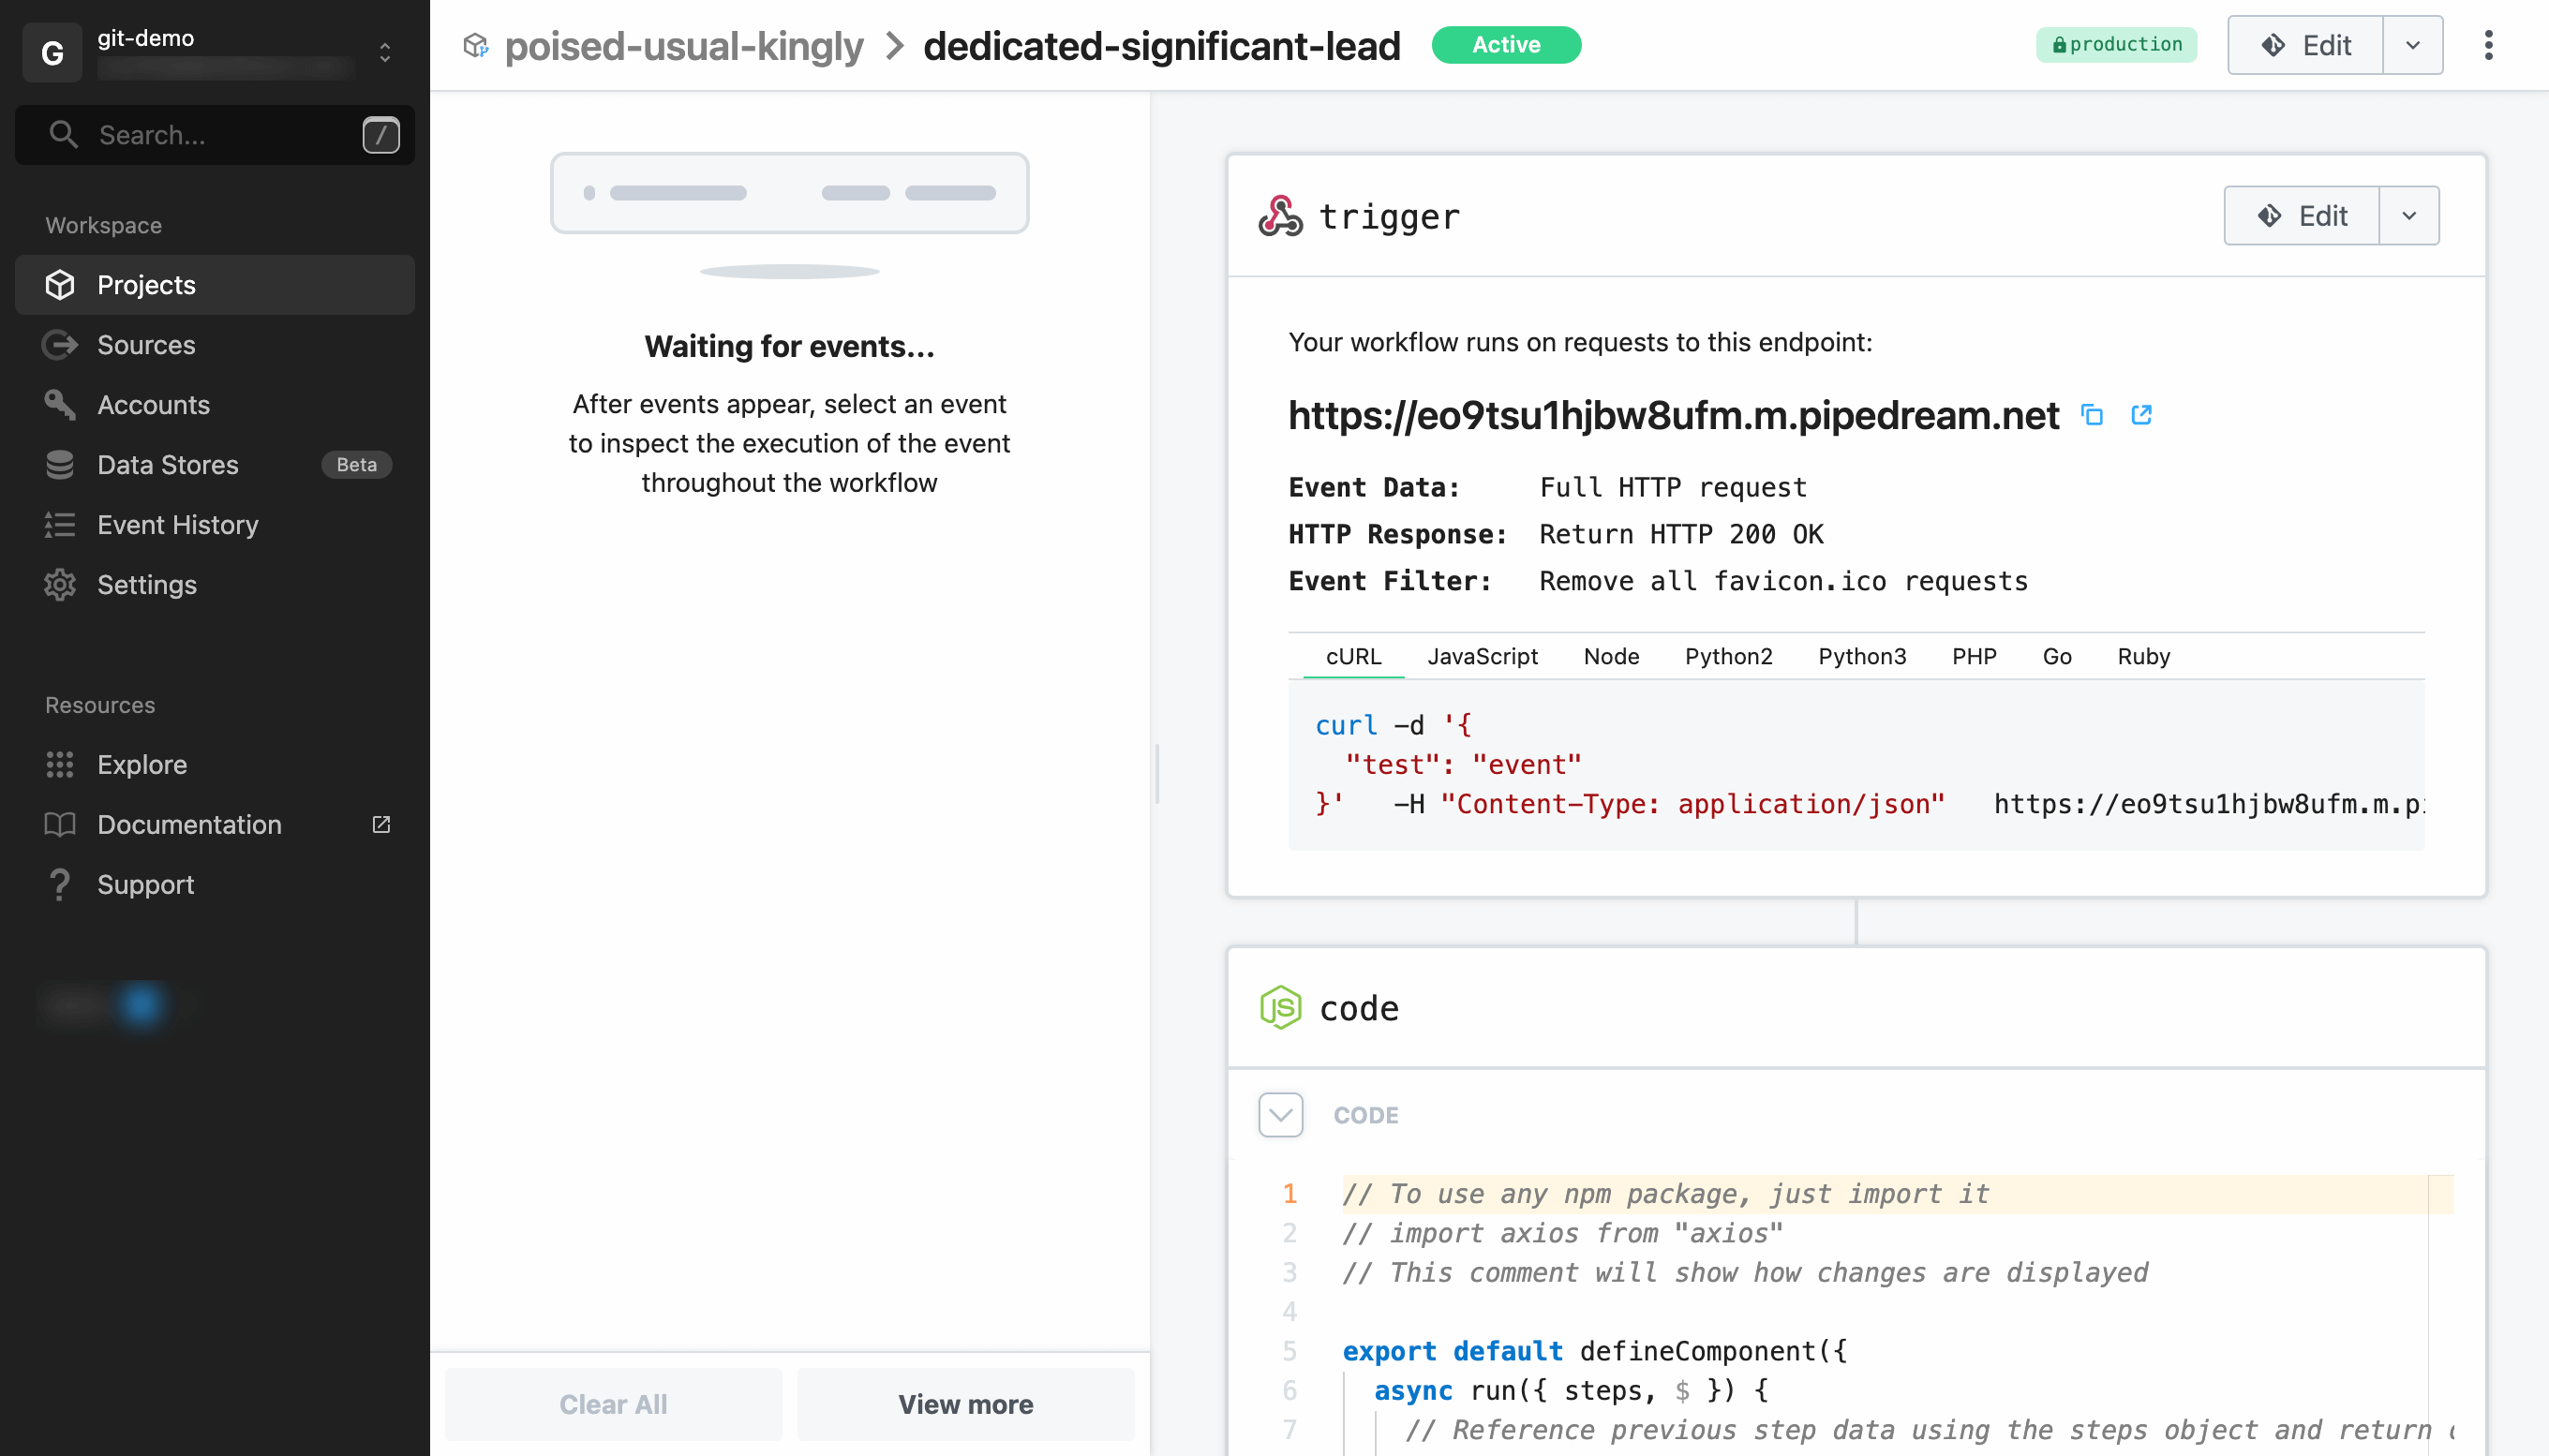 G
git-demo
Search...
/
Workspace
Projects
Sources
Accounts
Data Stores
Beta
Event History
Settings
Resources
Explore
Documentation
Support
poised-usual-kingly > dedicated-significant-lead
Active
production
Edit
Waiting for events...
After events appear, select an event
to inspect the execution of the event
throughout the workflow
Clear All
View more
trigger
Edit
Your workflow runs on requests to this endpoint:
https://eo9tsu1hjbw8ufm.m.pipedream.net
Event Data: Full HTTP request
HTTP Response: Return HTTP 200 OK
Event Filter: Remove all favicon.ico requests
cURL JavaScript Node Python2 Python3 PHP Go Ruby
curl -d '{
"test": "event"
}' -H "Content-Type: application/json" https://eo9tsu1hjbw8ufm.m.pi
JS
code
CODE
1 // To use any npm package, just import it
2 // import axios from "axios"
3 // This comment will show how changes are displayed
4
5 export default defineComponent({
6 async run({ steps, $ }) {
7 // Reference previous step data using the steps object and return